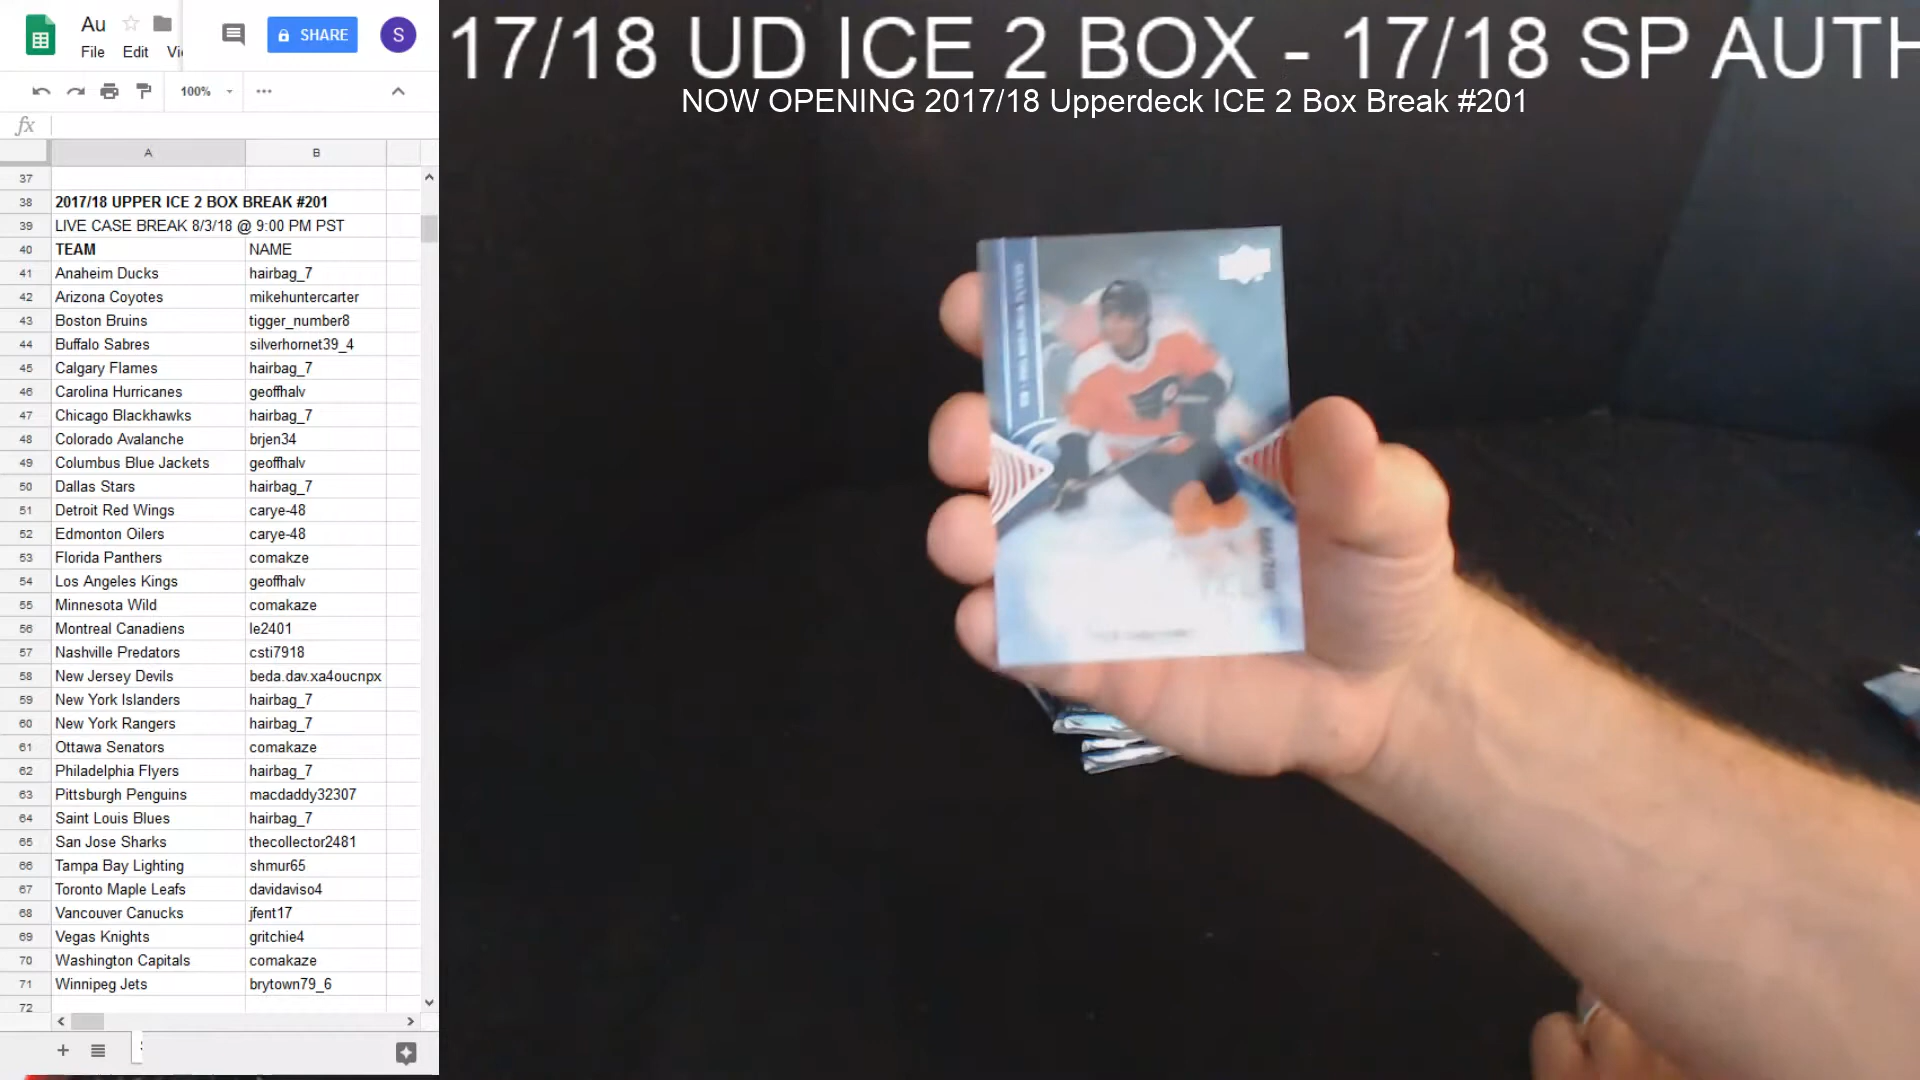 Au
SHARE
S
File Edit Vi
100%
fx
A B
37
38 2017/18 UPPER ICE 2 BOX BREAK #201
39 LIVE CASE BREAK 8/3/18 @ 9:00 PM PST
40 TEAM NAME
41 Anaheim Ducks hairbag_7
42 Arizona Coyotes mikehuntercarter
43 Boston Bruins tigger_number8
44 Buffalo Sabres silverhornet39_4
45 Calgary Flames hairbag_7
46 Carolina Hurricanes geoffhalv
47 Chicago Blackhawks hairbag_7
48 Colorado Avalanche brjen34
49 Columbus Blue Jackets geoffhalv
50 Dallas Stars hairbag_7
51 Detroit Red Wings carye-48
52 Edmonton Oilers carye-48
53 Florida Panthers comakze
54 Los Angeles Kings geoffhalv
55 Minnesota Wild comakaze
56 Montreal Canadiens le2401
57 Nashville Predators csti7918
58 New Jersey Devils beda.dav.xa4oucnpx
59 New York Islanders hairbag_7
60 New York Rangers hairbag_7
61 Ottawa Senators comakaze
62 Philadelphia Flyers hairbag_7
63 Pittsburgh Penguins macdaddy32307
64 Saint Louis Blues hairbag_7
65 San Jose Sharks thecollector2481
66 Tampa Bay Lighting shmur65
67 Toronto Maple Leafs davidaviso4
68 Vancouver Canucks jfent17
69 Vegas Knights gritchie4
70 Washington Capitals comakaze
71 Winnipeg Jets brytown79_6
72
17/18 UD ICE 2 BOX - 17/18 SP AUTH
NOW OPENING 2017/18 Upperdeck ICE 2 Box Break #201